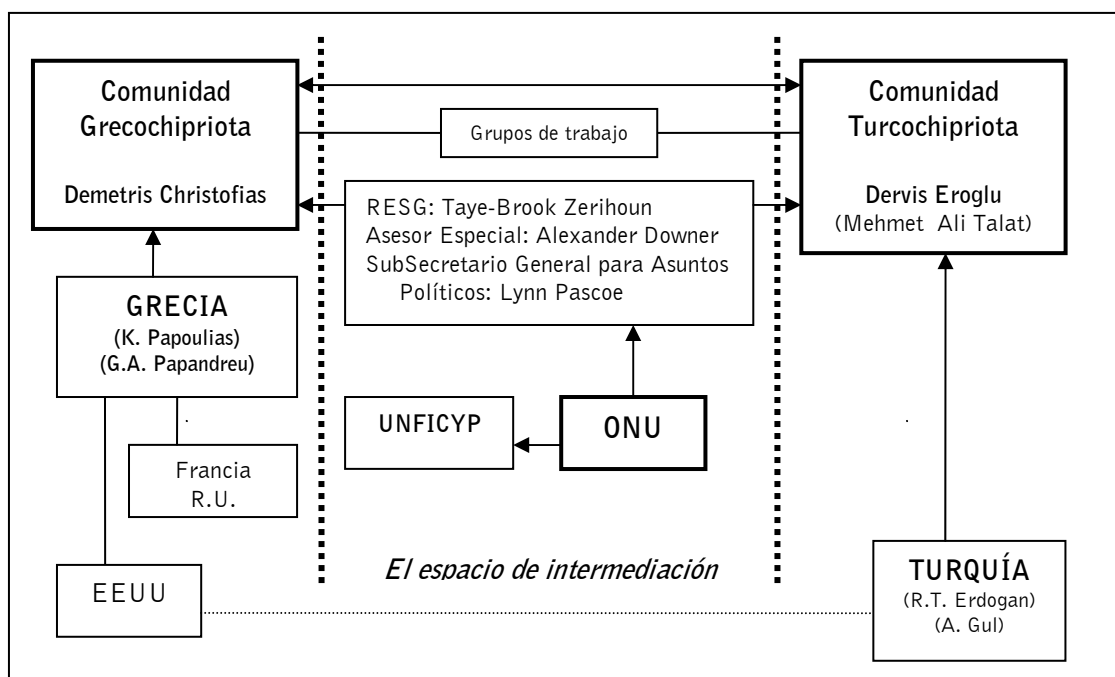 Comunidad
Grecochipriota
Demetris Christofias
Grupos de trabajo
Comunidad
Turcochipriota
Dervis Eroglu
(Mehmet Ali Talat)
RESG: Taye-Brook Zerihoun
Asesor Especial: Alexander Downer
SubSecretario General para Asuntos
Políticos: Lynn Pascoe
GRECIA
(K. Papoulias)
(G.A. Papandreu)
UNFICYP
ONU
Francia
R.U.
EEUU
El espacio de intermediación
TURQUÍA
(R.T. Erdogan)
(A. Gul)